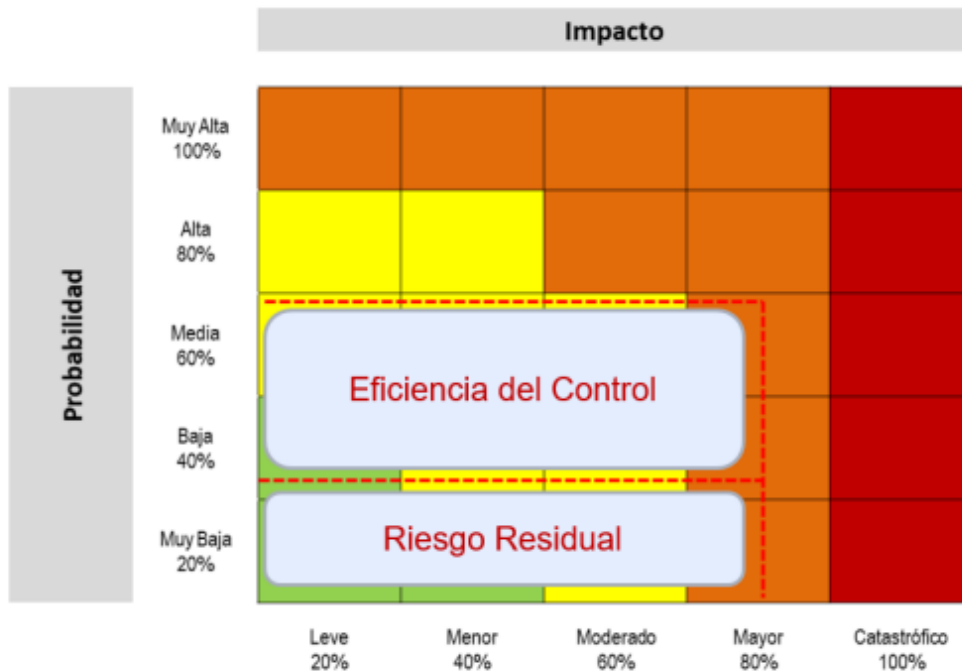 Impacto
Probabilidad
Muy Alta
100%
Alta
80%
Media
60%
Baja
40%
Muy Baja
20%
Eficiencia del Control
Riesgo Residual
Leve
20%
Menor
40%
Moderado
60%
Mayor
80%
Catastrófico
100%